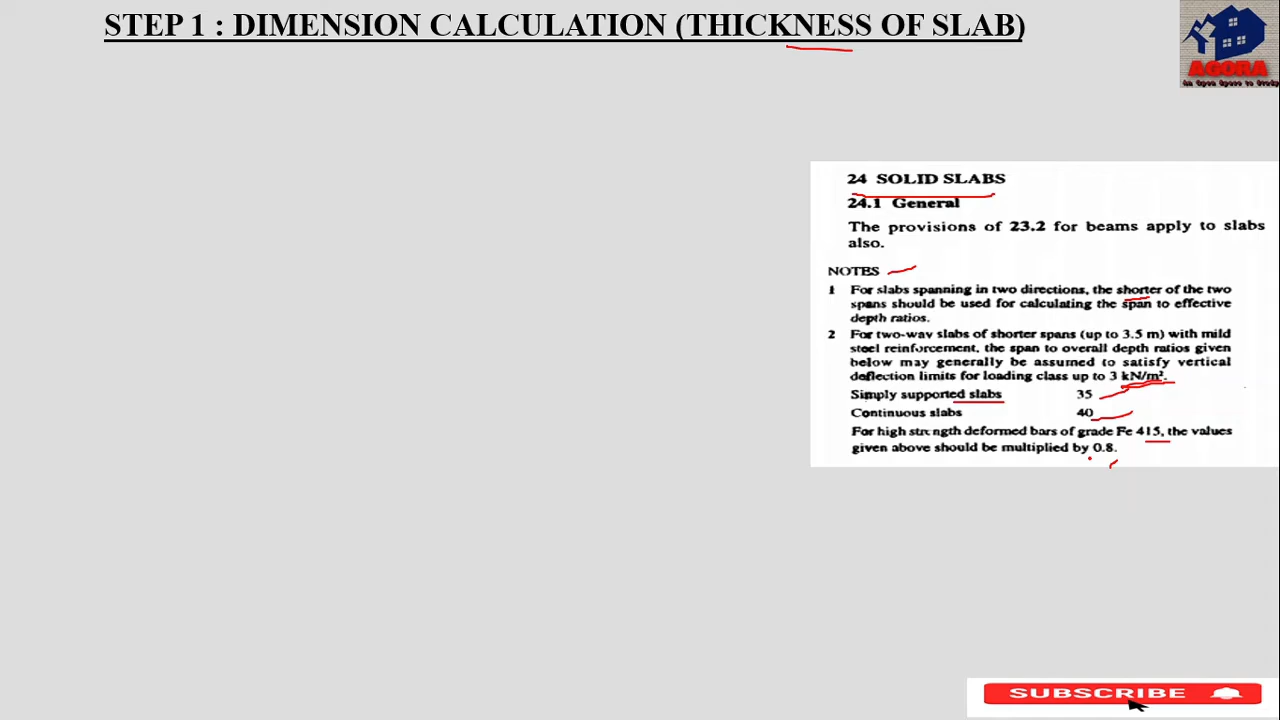 STEP 1 : DIMENSION CALCULATION (THICKNESS OF SLAB)
AGORA
An Open Space to Study
24 SOLID SLABS
24.1 General
The provisions of 23.2 for beams apply to slabs
also.
NOTES
1 For slabs spanning in two directions, the shorter of the two
spans should be used for calculating the span to effective
depth ratios.
2 For two-way slabs of shorter spans (up to 3.5 m) with mild
steel reinforcement, the span to overall depth ratios given
below may generally be assumed to satisfy vertical
deflection limits for loading class up to 3 kN/m².
Simply supported slabs 35
Continuous slabs 40
For high strength deformed bars of grade Fe 415, the values
given above should be multiplied by 0.8.
SUBSCRIBE